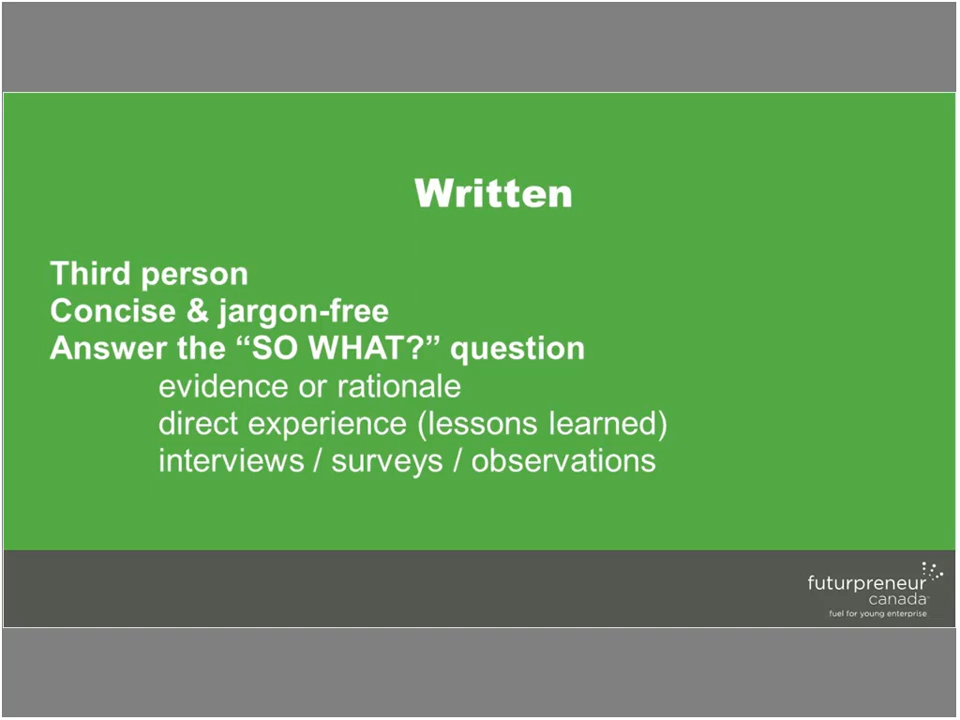 Written
Third person
Concise & jargon-free
Answer the “SO WHAT?” question
evidence or rationale
direct experience (lessons learned)
interviews / surveys / observations
futurpreneur
canada
fuel for young enterprise